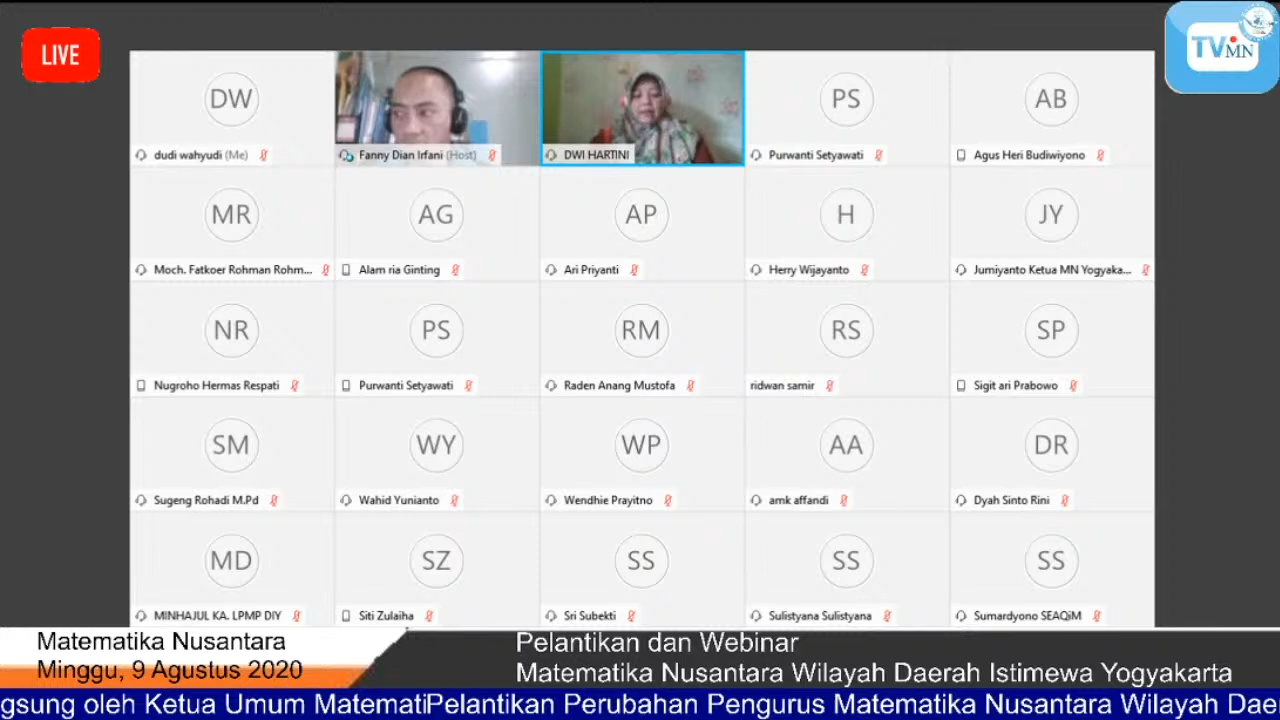 LIVE
TVMN
DW
dudi wahyudi (Me)
Fanny Dian Irfani (Host)
DWI HARTINI
PS
Purwanti Setyawati
AB
Agus Heri Budiwiyono
MR
Moch. Fatkoer Rohman Rohm...
AG
Alam ria Ginting
AP
Ari Priyanti
H
Herry Wijayanto
JY
Jumiyanto Ketua MN Yogyaka...
NR
Nugroho Hermas Respati
PS
Purwanti Setyawati
RM
Raden Anang Mustofa
RS
ridwan samir
SP
Sigit ari Prabowo
SM
Sugeng Rohadi M.Pd
WY
Wahid Yunianto
WP
Wendhie Prayitno
AA
amk affandi
DR
Dyah Sinto Rini
MD
MINHAJUL KA. LPMP DIY
SZ
Siti Zulaiha
SS
Sri Subekti
SS
Sulistyana Sulistyana
SS
Sumardyono SEAQiM
Matematika Nusantara
Minggu, 9 Agustus 2020
Pelantikan dan Webinar
Matematika Nusantara Wilayah Daerah Istimewa Yogyakarta
gsung oleh Ketua Umum MatematiPelantikan Perubahan Pengurus Matematika Nusantara Wilayah Dae